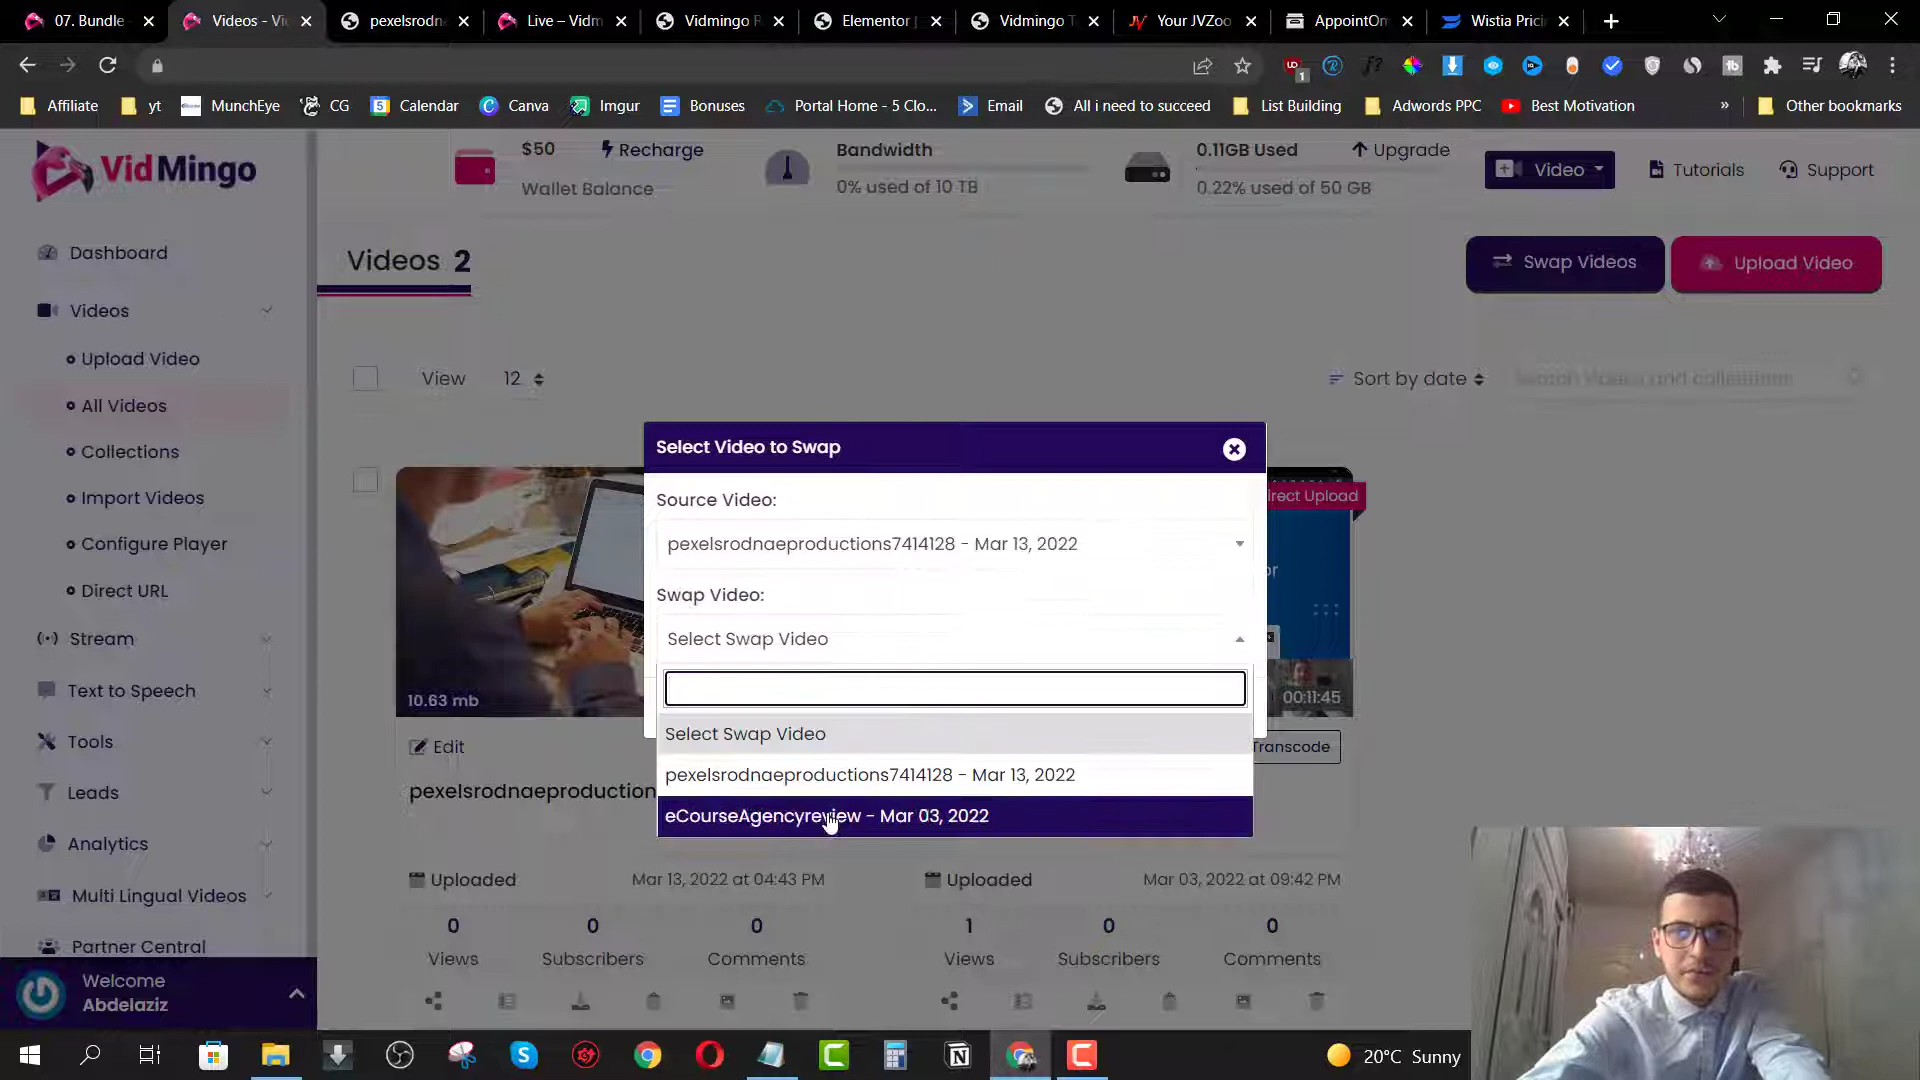 07. Bundle
Videos - Vi
pexelsrodn
Live – Vidm
Vidmingo
Elementor
Vidmingo T
Your JVZoo
AppointOm
Wistia Prici
Affiliate
yt
MunchEye
CG
Calendar
Canva
Imgur
Bonuses
Portal Home - 5 Clo...
Email
All i need to succeed
List Building
Adwords PPC
Best Motivation
»
Other bookmarks
VidMingo
$50
Recharge
Wallet Balance
Bandwidth
0% used of 10 TB
0.11GB Used
Upgrade
0.22% used of 50 GB
Video
Tutorials
Support
Dashboard
Videos
Upload Video
All Videos
Collections
Import Videos
Configure Player
Direct URL
Stream
Text to Speech
Tools
Leads
Analytics
Multi Lingual Videos
Partner Central
Welcome
Abdelaziz
Videos 2
Swap Videos
Upload Video
View 12
Sort by date
Search Videos and collections
Select Video to Swap
Source Video:
pexelsrodnaeproductions7414128 - Mar 13, 2022
Swap Video:
Select Swap Video
Select Swap Video
pexelsrodnaeproductions7414128 - Mar 13, 2022
eCourseAgencyreview - Mar 03, 2022
10.63 mb
irect Upload
or
00:11:45
Edit
Transcode
pexelsrodnaeproduction
Uploaded
Mar 13, 2022 at 04:43 PM
0
0
0
Views
Subscribers
Comments
Uploaded
Mar 03, 2022 at 09:42 PM
1
0
0
Views
Subscribers
Comments
20°C Sunny